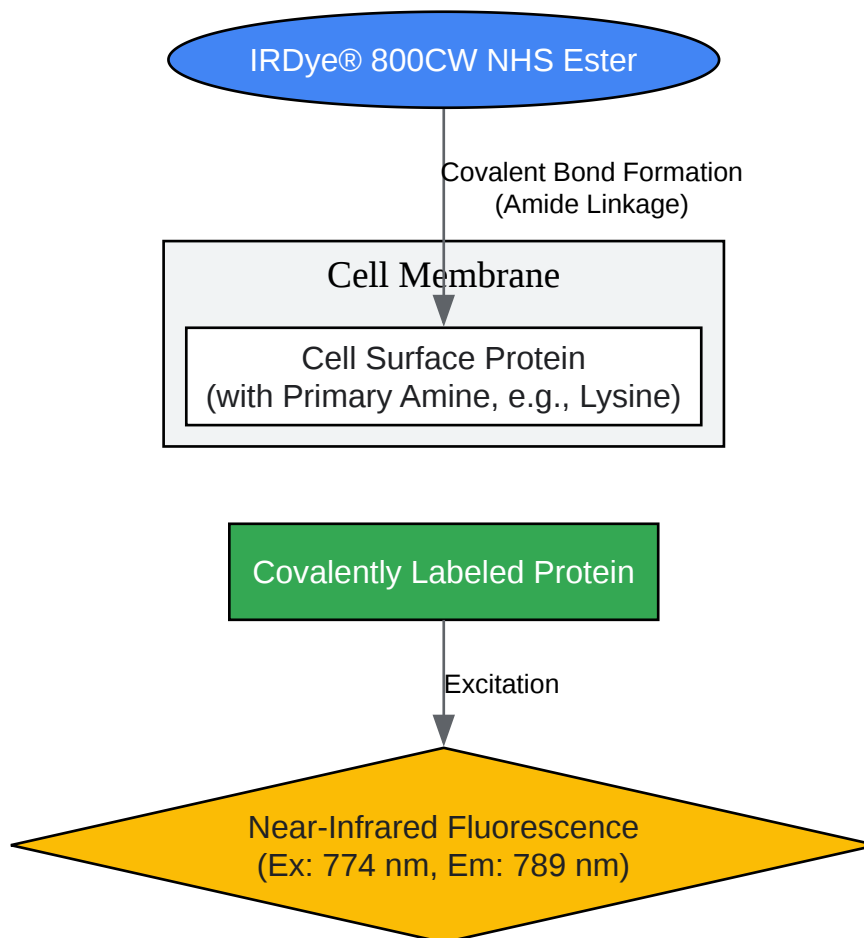 IRDye® 800CW NHS Ester
Covalent Bond Formation
(Amide Linkage)
Cell Membrane
Cell Surface Protein
(with Primary Amine, e.g., Lysine)
Covalently Labeled Protein
Excitation
Near-Infrared Fluorescence
(Ex: 774 nm, Em: 789 nm)